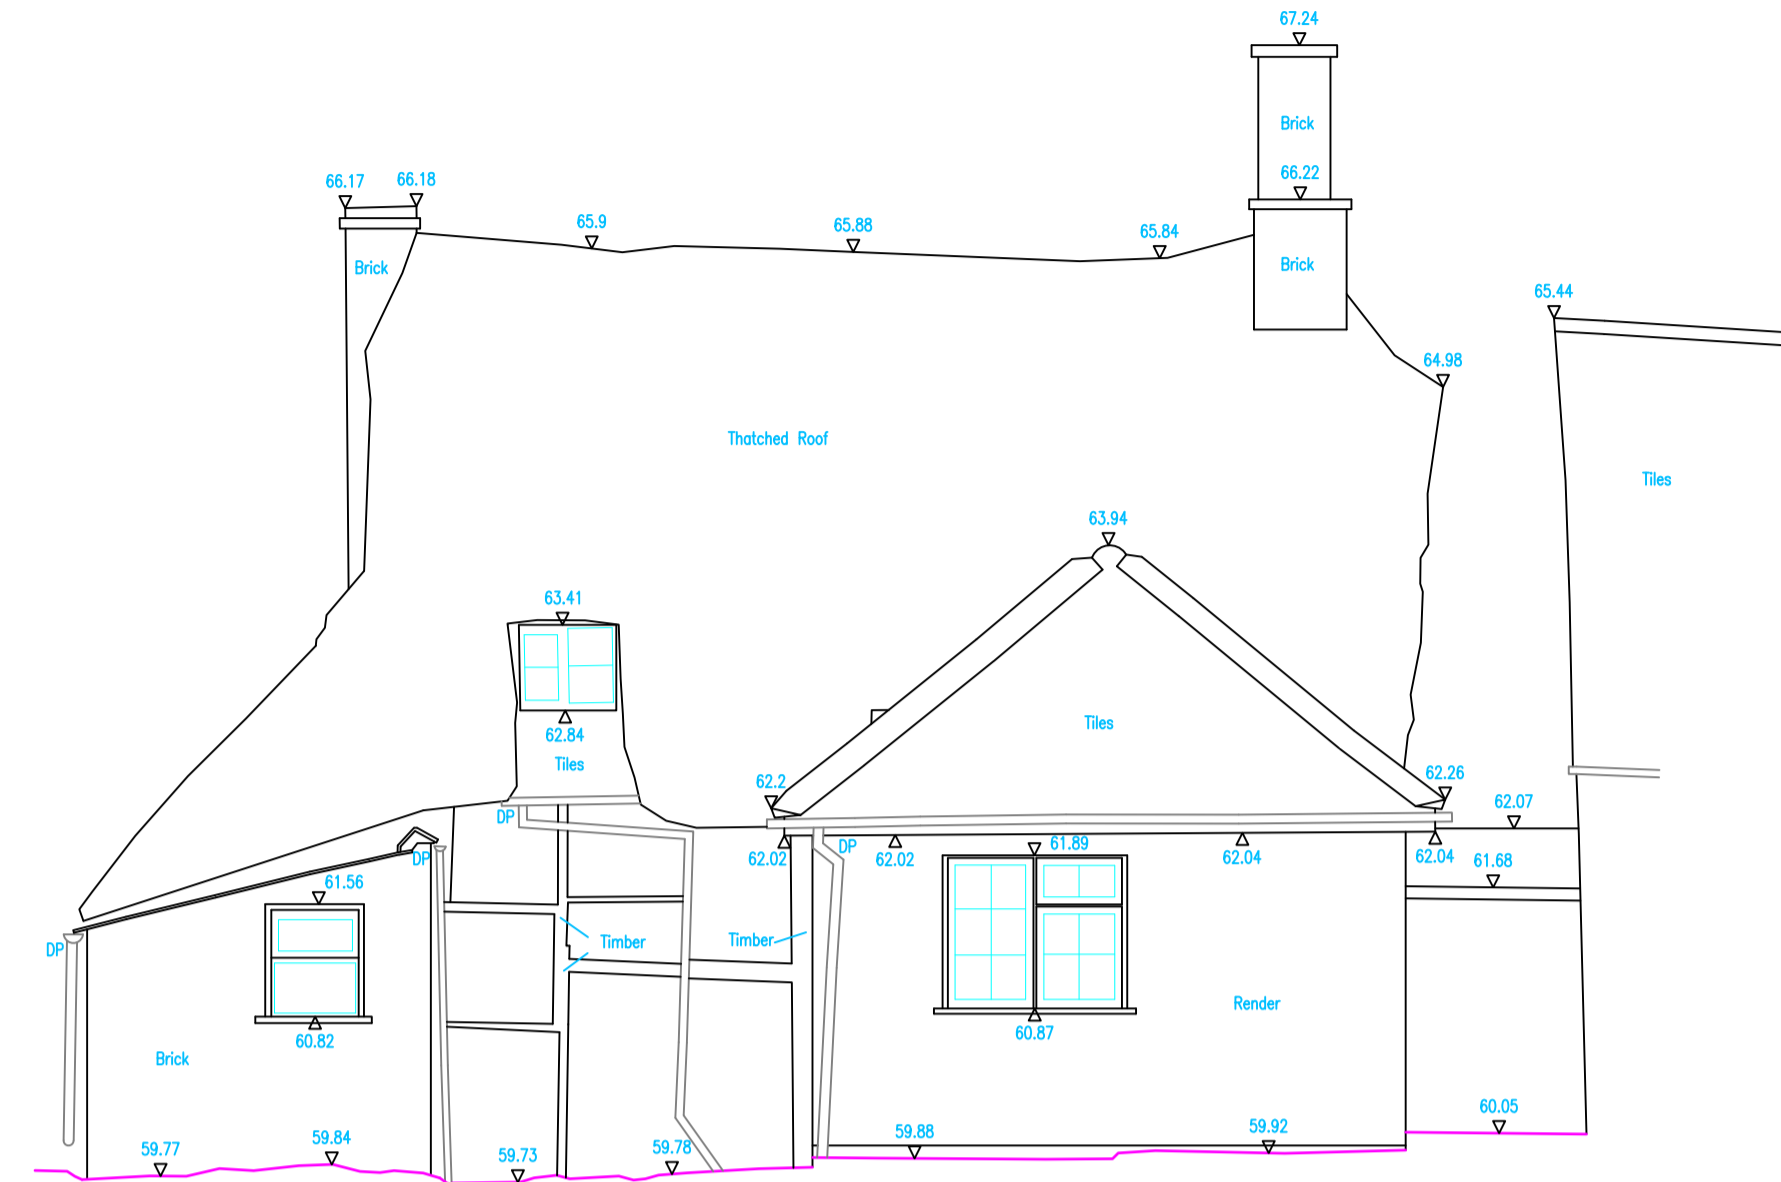 67.24
Brick
66.17
66.18
66.22
65.9
65.88
65.84
Brick
Brick
65.44
64.98
Thatched Roof
Tiles
63.94
63.41
Tiles
62.84
Tiles
62.2
62.26
62.07
DP
DP
62.02
62.02
61.89
62.04
62.04
61.68
DP
61.56
DP
Timber
Timber
Render
60.82
60.87
Brick
60.05
59.77
59.84
59.73
59.78
59.88
59.92